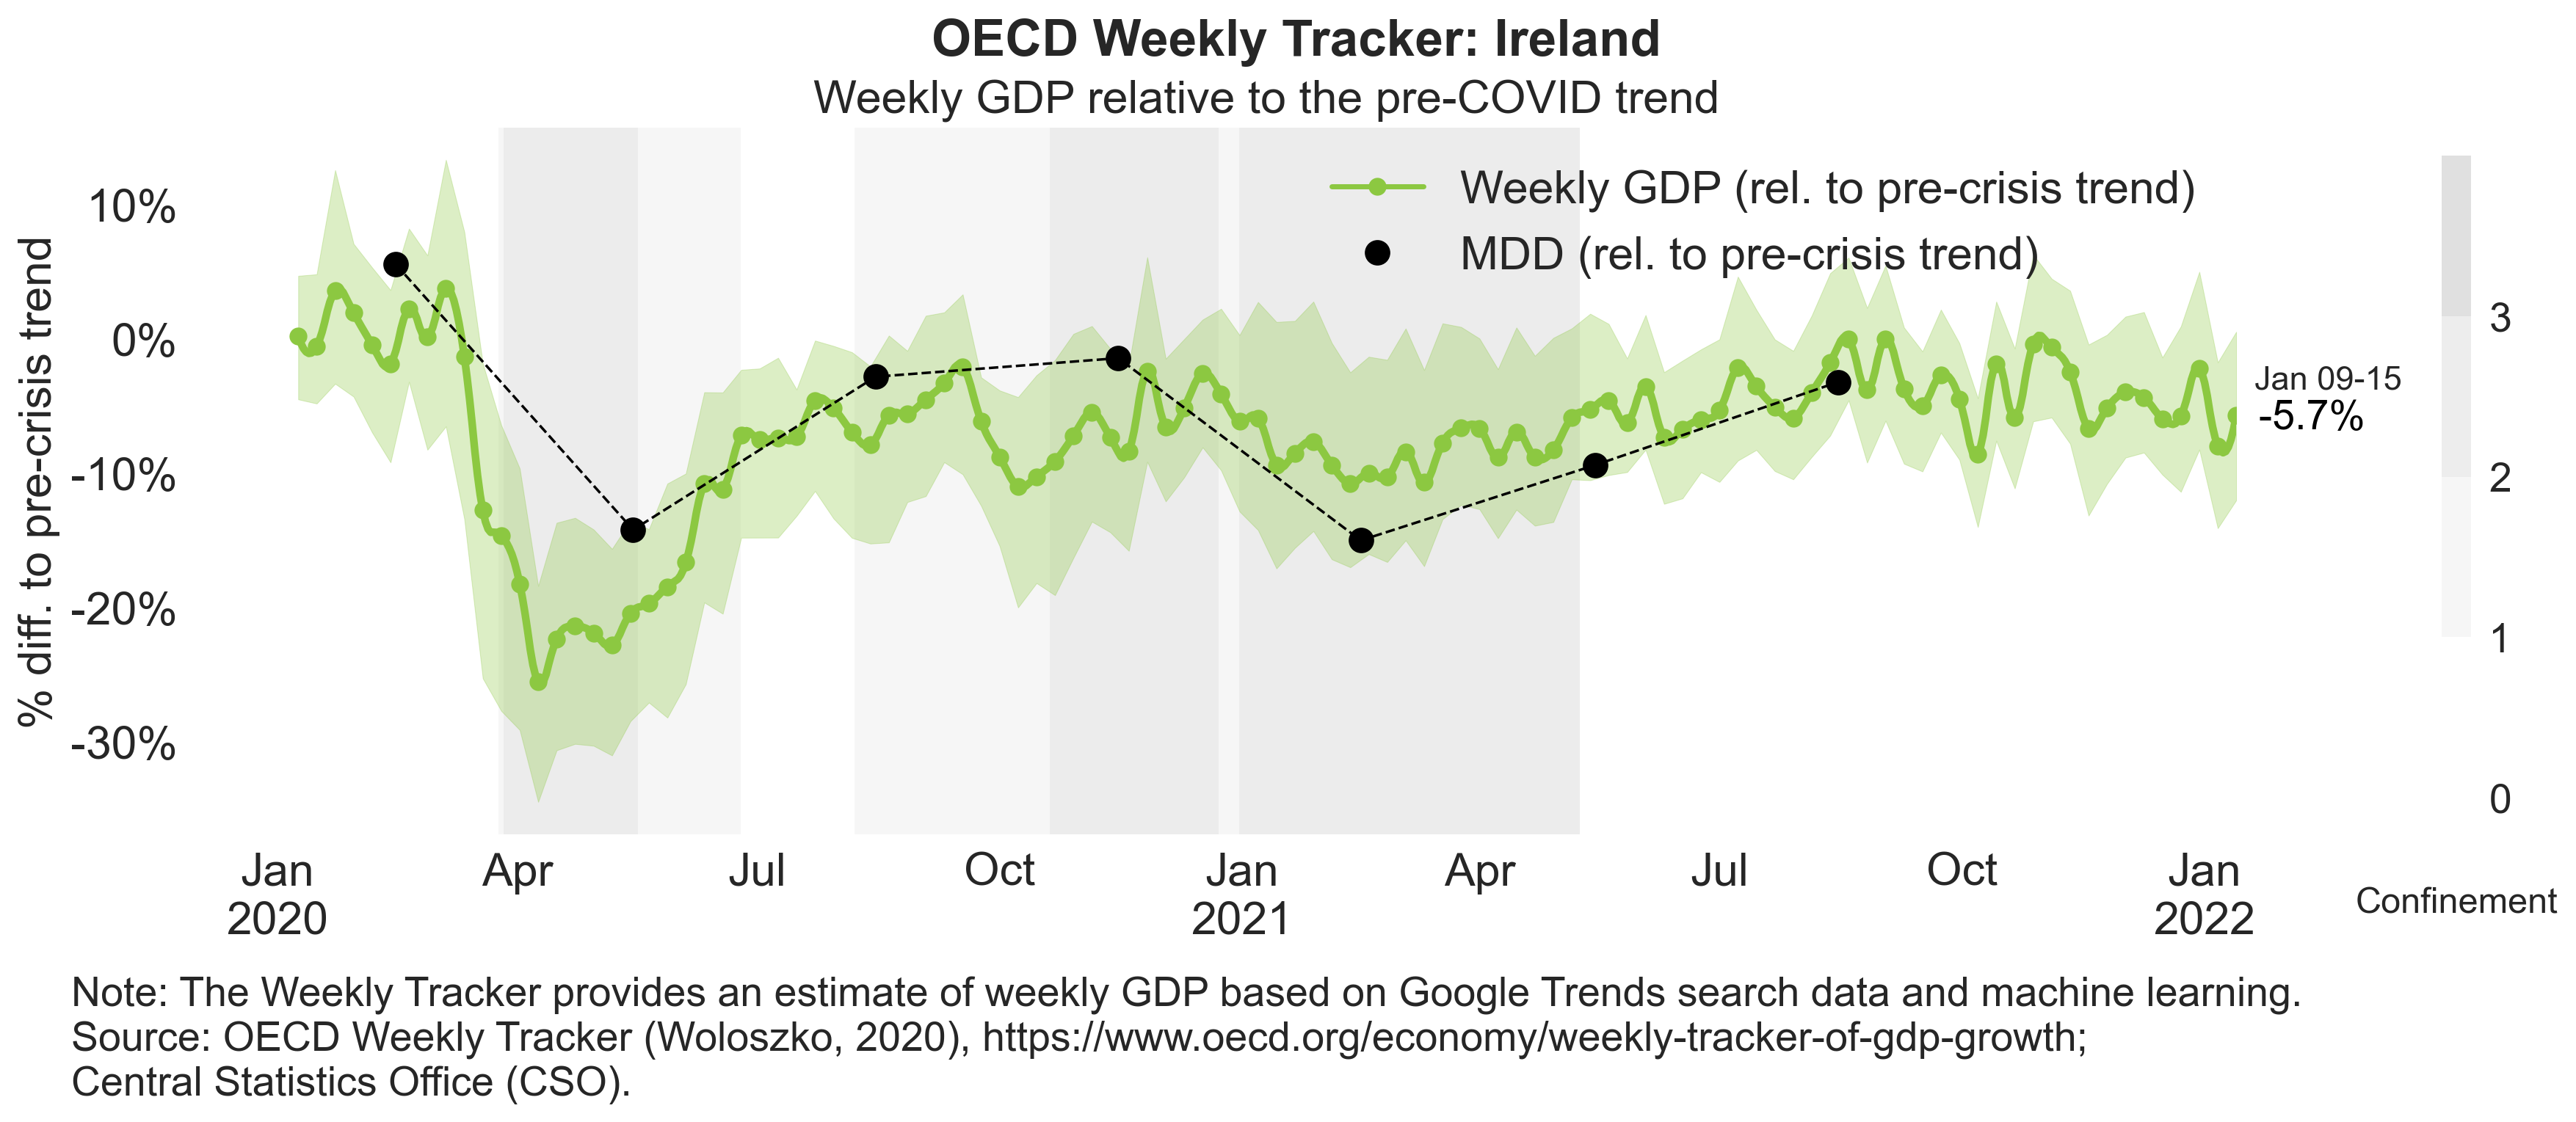 OECD Weekly Tracker: Ireland
Weekly GDP relative to the pre-COVID trend
% diff. to pre-crisis trend
10%
0%
-10%
-20%
-30%
Weekly GDP (rel. to pre-crisis trend)
MDD (rel. to pre-crisis trend)
Jan 09-15
-5.7%
3
2
1
0
Confinement
Jan Apr Jul Oct Jan Apr Jul Oct Jan
2020 2021 2022
Note: The Weekly Tracker provides an estimate of weekly GDP based on Google Trends search data and machine learning.
Source: OECD Weekly Tracker (Woloszko, 2020), https://www.oecd.org/economy/weekly-tracker-of-gdp-growth;
Central Statistics Office (CSO).